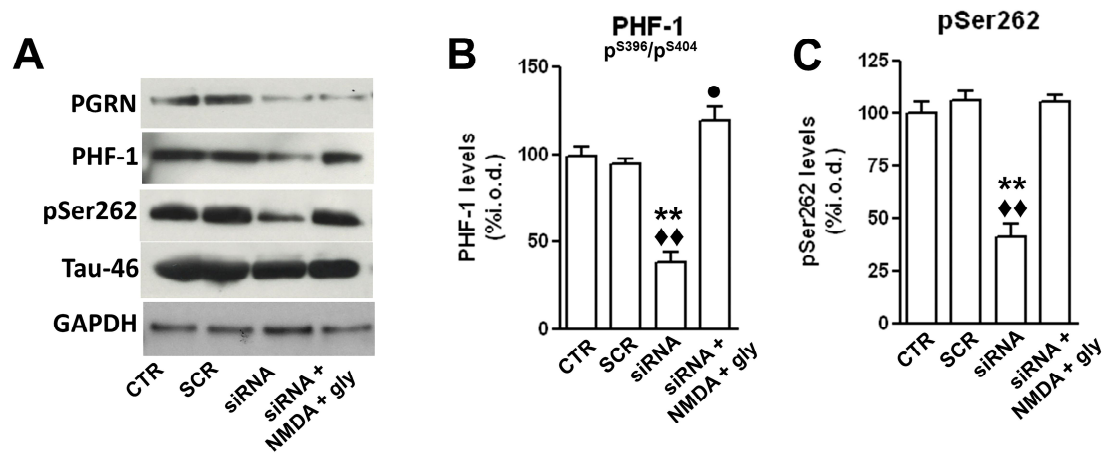 A
PGRN
PHF-1
pSer262
Tau-46
GAPDH
CTR
SCR
siRNA
siRNA +
NMDA + gly
B
PHF-1
pS396/pS404
PHF-1 levels
(%i.o.d.)
150
100
50
0
**
♦♦
●
CTR
SCR
siRNA
siRNA +
NMDA + gly
C
pSer262
pSer262 levels
(%i.o.d.)
125
100
75
50
25
0
**
♦♦
CTR
SCR
siRNA
siRNA +
NMDA + gly